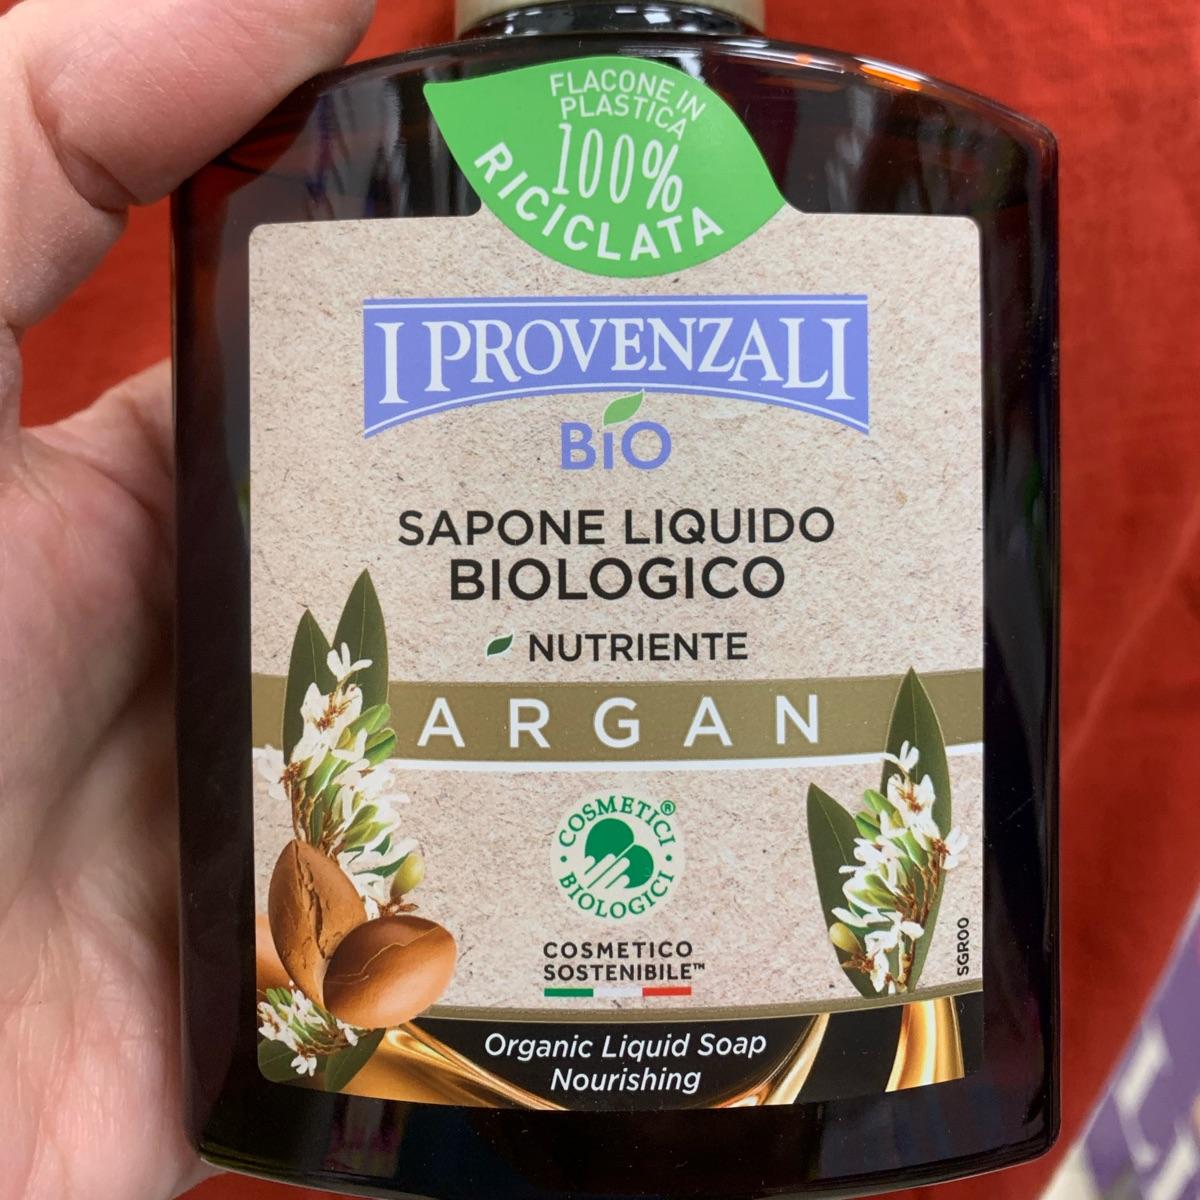 FLACONE IN
PLASTICA
100%
RICICLATA
I PROVENZALI
BiO
SAPONE LIQUIDO
BIOLOGICO
NUTRIENTE
ARGAN
COSMETICI®
BIOLOGICI
COSMETICO
SOSTENIBILE™
SGR00
Organic Liquid Soap
Nourishing